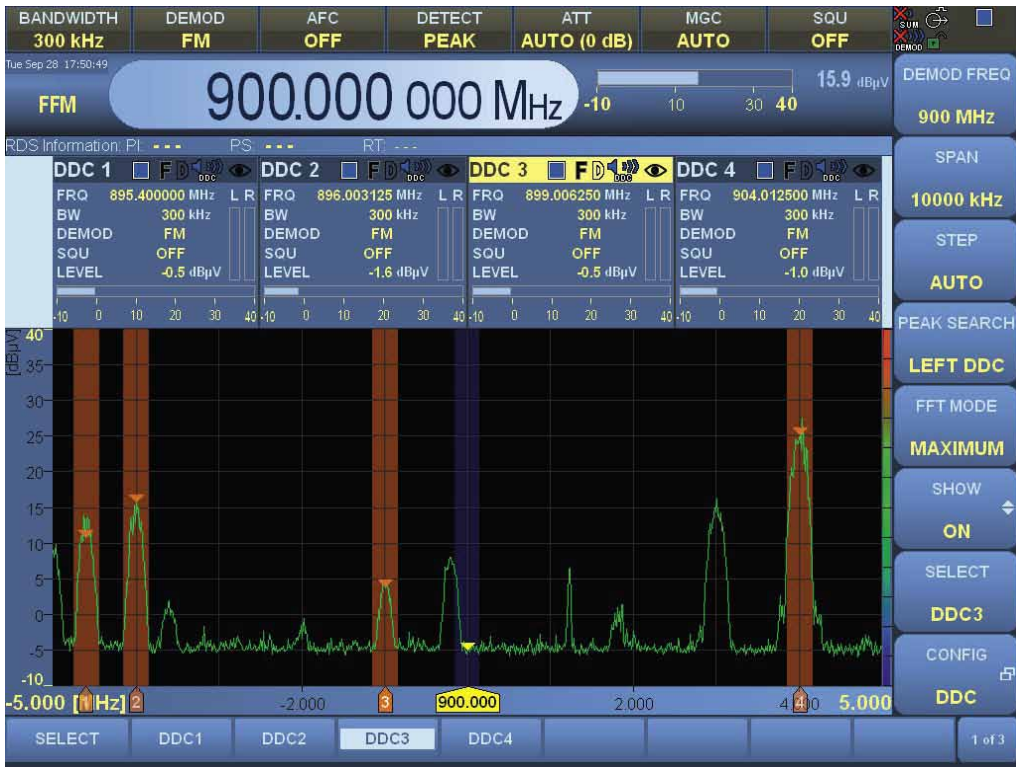 BANDWIDTH DEMOD AFC DETECT ATT MGC SQU
300 kHz FM OFF PEAK AUTO (0 dB) AUTO OFF
SUM
DEMOD
Tue Sep 28 17:50:49
FFM 900.000 000 MHz -10 10 30 40 15.9 dBµV
RDS Information: PI: - - - PS: - - - RT: - - -
DDC 1 F D DDC DDC 2 F D DDC DDC 3 F D DDC DDC 4 F D DDC
FRQ 895.400000 MHz L R FRQ 896.003125 MHz L R FRQ 899.006250 MHz L R FRQ 904.012500 MHz L R
BW 300 kHz BW 300 kHz BW 300 kHz BW 300 kHz
DEMOD FM DEMOD FM DEMOD FM DEMOD FM
SQU OFF SQU OFF SQU OFF SQU OFF
LEVEL -0.5 dBµV LEVEL -1.6 dBµV LEVEL -0.5 dBµV LEVEL -1.0 dBµV
-10 0 10 20 30 40 -10 0 10 20 30 40 -10 0 10 20 30 40 -10 0 10 20 30 40
[dBµV]
40
35
30
25
20
15
10
5
0
-5
-10
-5.000 [MHz] 1 2 -2.000 3 900.000 2.000 4 5.000
DEMOD FREQ
900 MHz
SPAN
10000 kHz
STEP
AUTO
PEAK SEARCH
LEFT DDC
FFT MODE
MAXIMUM
SHOW
ON
SELECT
DDC3
CONFIG
DDC
SELECT DDC1 DDC2 DDC3 DDC4 1 of 3